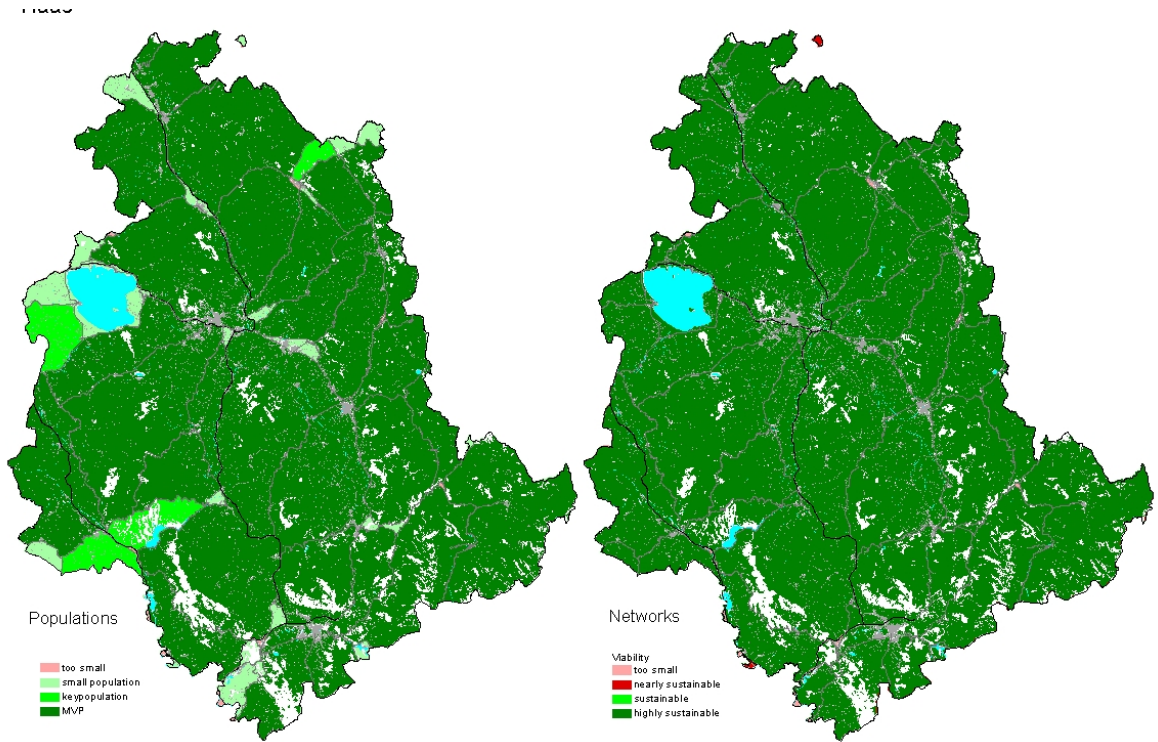 Populations
too small
small population
keypopulation
MVP
Networks
Viability
too small
nearly sustainable
sustainable
highly sustainable